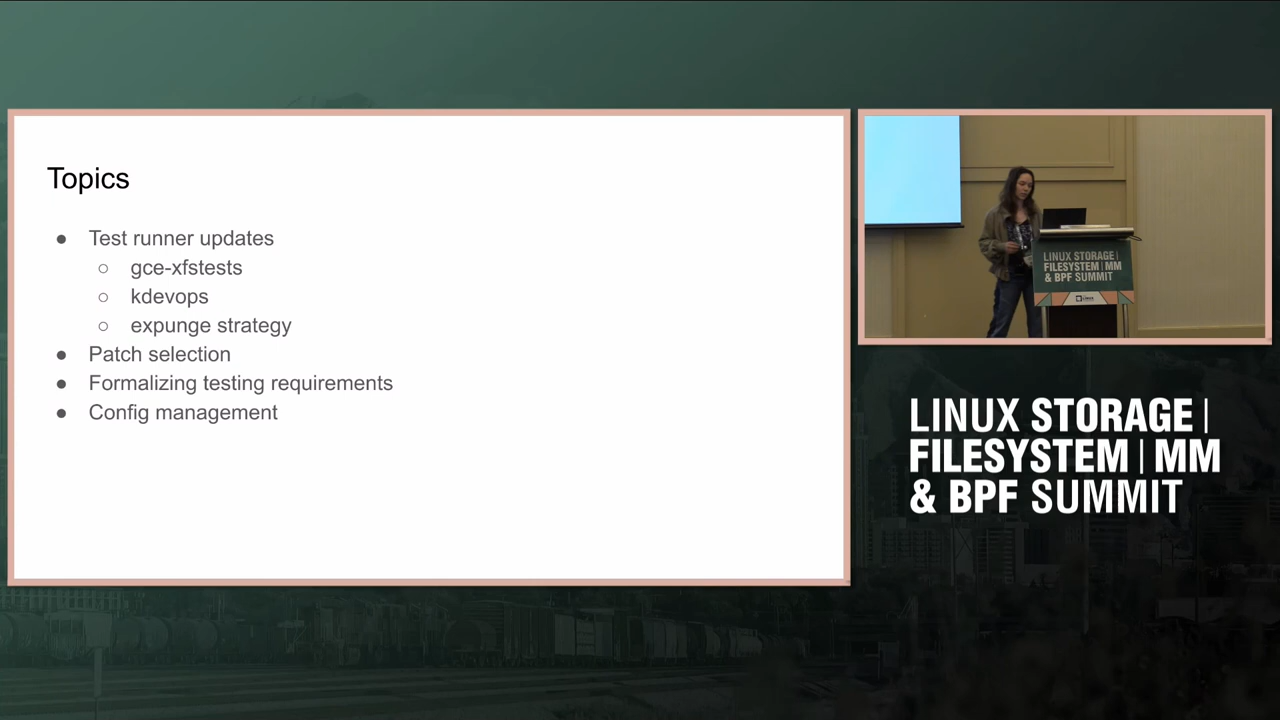 Topics
● Test runner updates
○ gce-xfstests
○ kdevops
○ expunge strategy
● Patch selection
● Formalizing testing requirements
● Config management
LINUX STORAGE |
FILESYSTEM | MM
& BPF SUMMIT
LINUX STORAGE |
FILESYSTEM | MM
& BPF SUMMIT